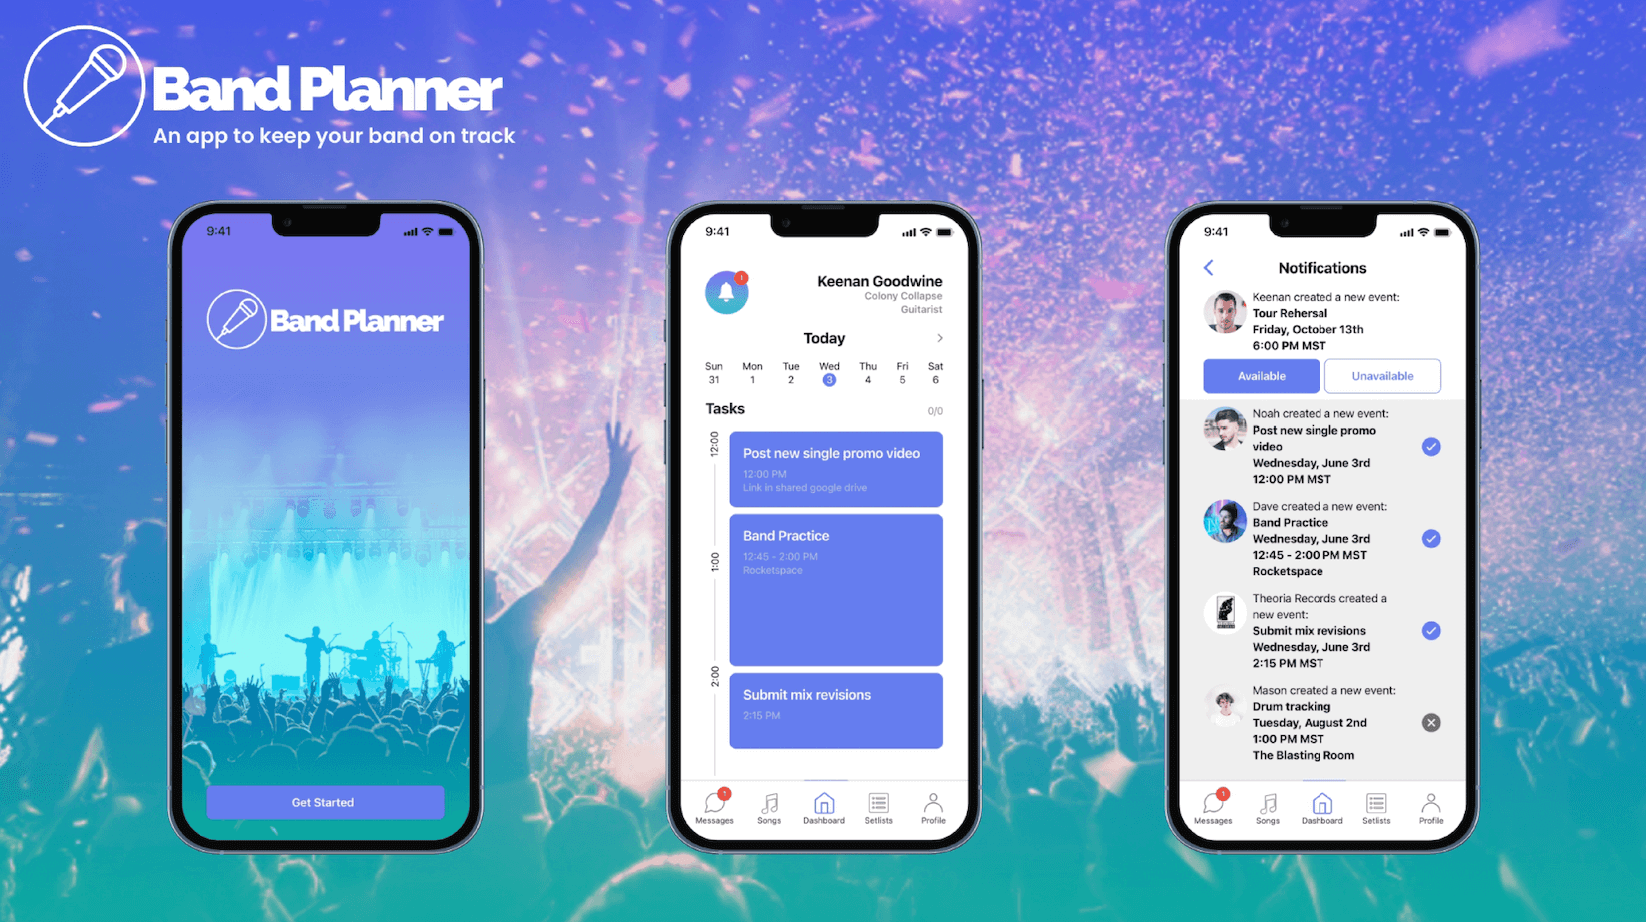 Band Planner
An app to keep your band on track
9:41
Band Planner
Get Started
9:41
1
Keenan Goodwine
Colony Collapse
Guitarist
Today
Sun Mon Tue Wed Thu Fri Sat
31 1 2 3 4 5 6
Tasks 0/0
12:00
Post new single promo video
12:00 PM
Link in shared google drive
Band Practice
12:45 - 2:00 PM
Rocketspace
1:00
2:00
Submit mix revisions
2:15 PM
1
Messages Songs Dashboard Setlists Profile
9:41
Notifications
Keenan created a new event:
Tour Rehersal
Friday, October 13th
6:00 PM MST
Available Unavailable
Noah created a new event:
Post new single promo
video
Wednesday, June 3rd
12:00 PM MST
Dave created a new event:
Band Practice
Wednesday, June 3rd
12:45 - 2:00 PM MST
Rocketspace
Theoria Records created a
new event:
Submit mix revisions
Wednesday, June 3rd
2:15 PM MST
Mason created a new event:
Drum tracking
Tuesday, August 2nd
1:00 PM MST
The Blasting Room
1
Messages Songs Dashboard Setlists Profile